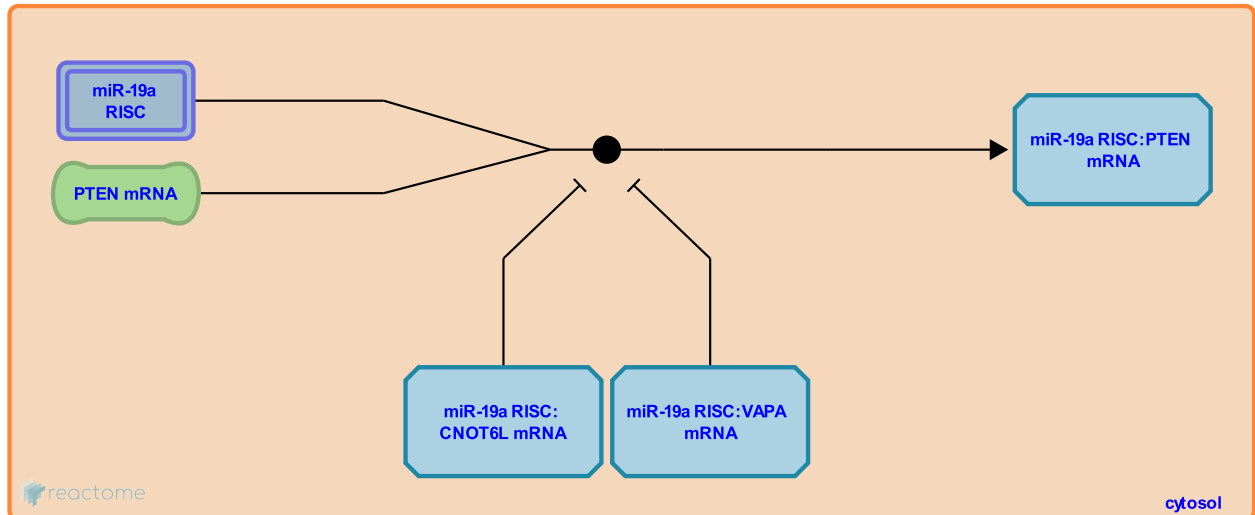 miR-19a
RISC
PTEN mRNA
miR-19a RISC:PTEN
mRNA
miR-19a RISC:
CNOT6L mRNA
miR-19a RISC:VAPA
mRNA
reactome
cytosol